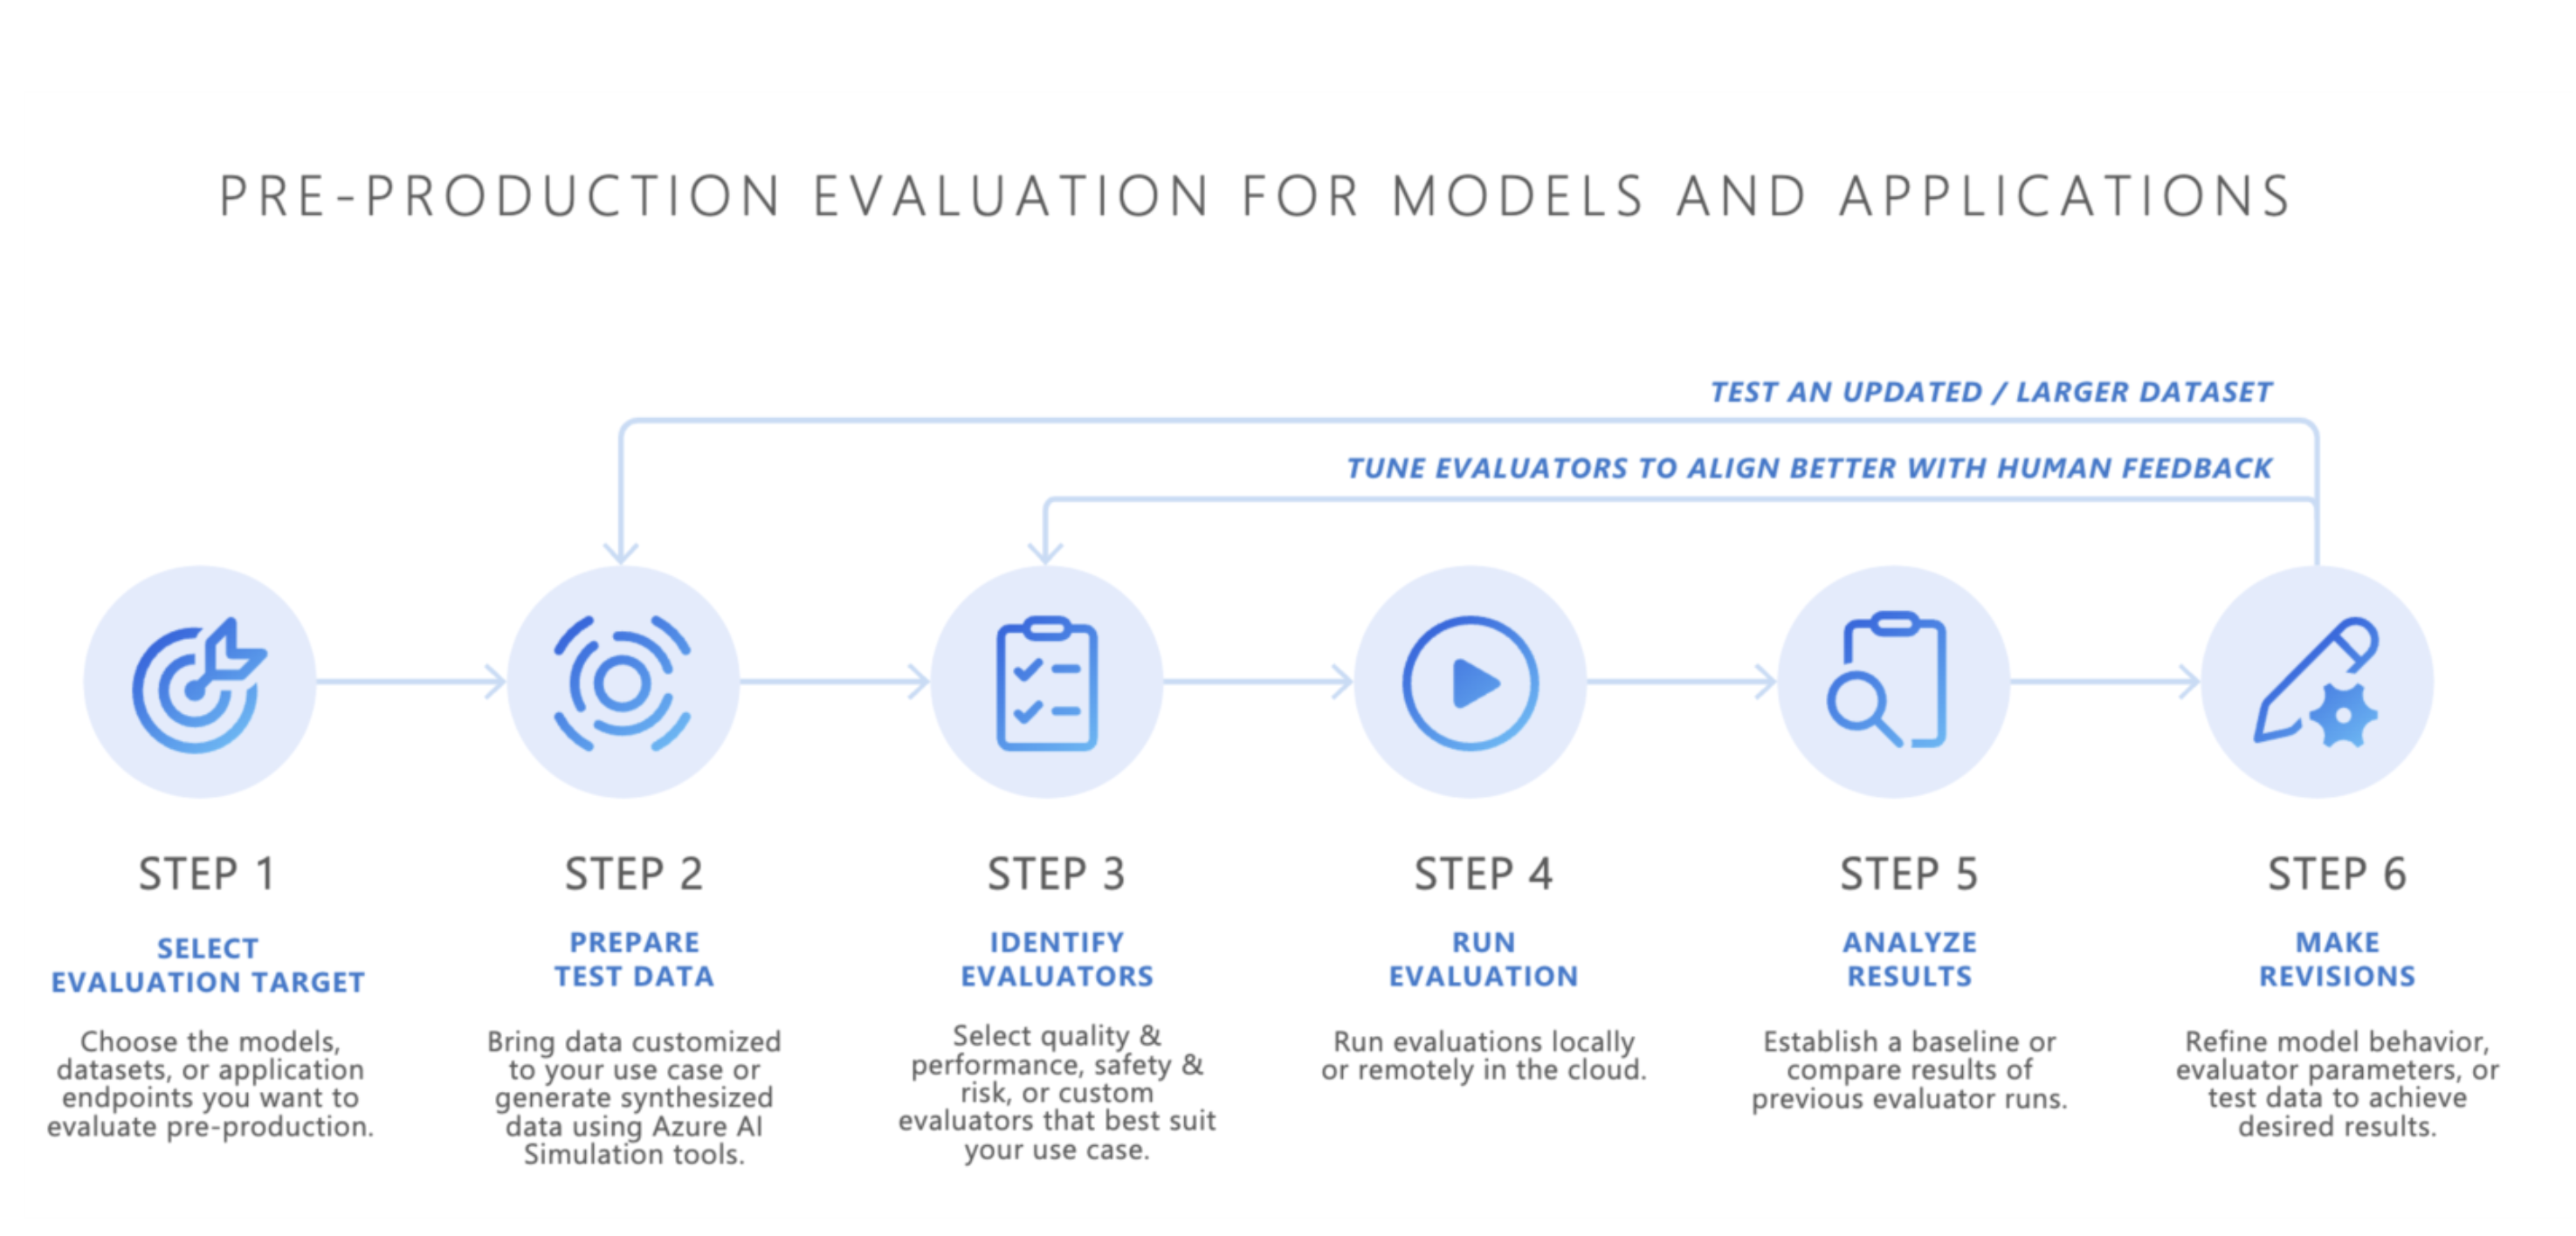 PRE-PRODUCTION EVALUATION FOR MODELS AND APPLICATIONS
TEST AN UPDATED / LARGER DATASET
TUNE EVALUATORS TO ALIGN BETTER WITH HUMAN FEEDBACK
STEP 1
SELECT
EVALUATION TARGET
Choose the models,
datasets, or application
endpoints you want to
evaluate pre-production.
STEP 2
PREPARE
TEST DATA
Bring data customized
to your use case or
generate synthesized
data using Azure AI
Simulation tools.
STEP 3
IDENTIFY
EVALUATORS
Select quality &
performance, safety &
risk, or custom
evaluators that best suit
your use case.
STEP 4
RUN
EVALUATION
Run evaluations locally
or remotely in the cloud.
STEP 5
ANALYZE
RESULTS
Establish a baseline or
compare results of
previous evaluator runs.
STEP 6
MAKE
REVISIONS
Refine model behavior,
evaluator parameters, or
test data to achieve
desired results.